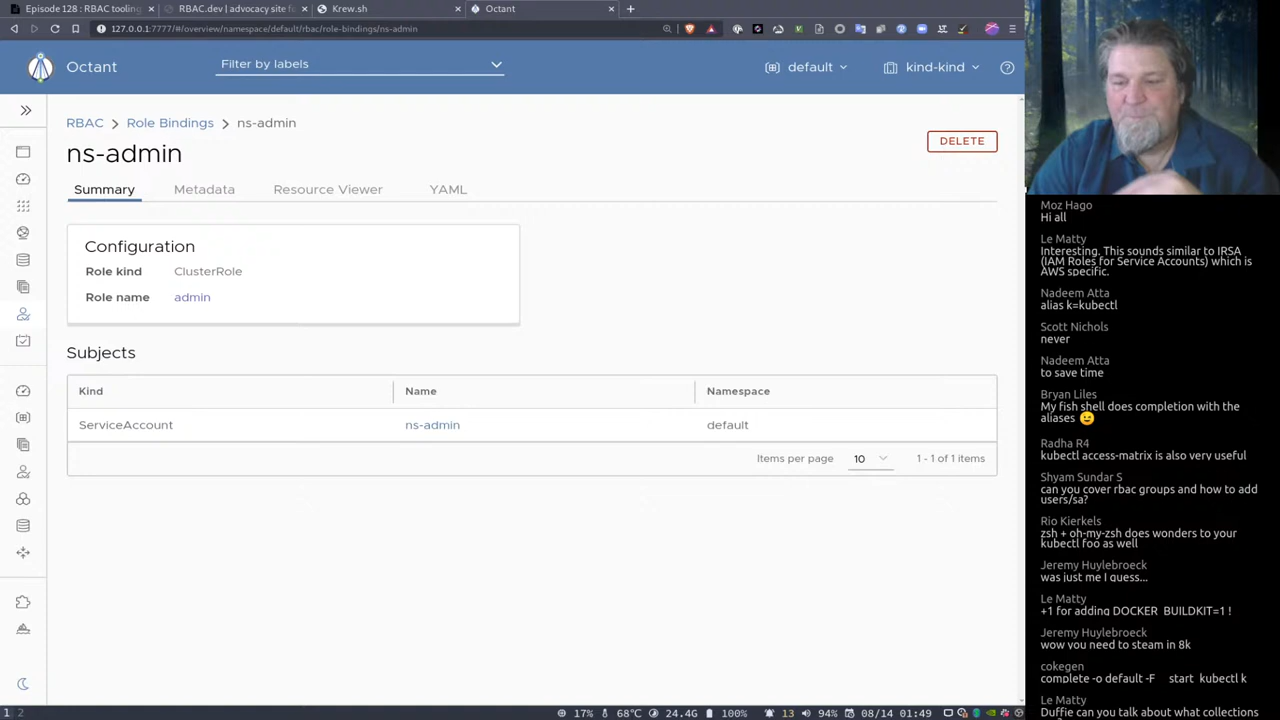 Episode 128 : RBAC tooling
RBAC.dev | advocacy site f
Krew.sh
Octant
127.0.0.1:7777/#/overview/namespace/default/rbac/role-bindings/ns-admin
Octant
Filter by labels
default
kind-kind
RBAC > Role Bindings > ns-admin
ns-admin
DELETE
Summary
Metadata
Resource Viewer
YAML
Configuration
Role kind ClusterRole
Role name admin
Subjects
Kind Name Namespace
ServiceAccount ns-admin default
Items per page 10 1 - 1 of 1 items
Moz Hago
Hi all
Le Matty
Interesting. This sounds similar to IRSA
(IAM Roles for Service Accounts) which is
AWS specific.
Nadeem Atta
alias k=kubectl
Scott Nichols
never
Nadeem Atta
to save time
Bryan Liles
My fish shell does completion with the
aliases 😉
Radha R4
kubectl access-matrix is also very useful
Shyam Sundar S
can you cover rbac groups and how to add
users/sa?
Rio Kierkels
zsh + oh-my-zsh does wonders to your
kubectl foo as well
Jeremy Huylebroeck
was just me I guess...
Le Matty
+1 for adding DOCKER_BUILDKIT=1 !
Jeremy Huylebroeck
wow you need to steam in 8k
cokegen
complete -o default -F __start_kubectl k
Le Matty
Duffie can you talk about what collections
1 2
17% 68°C 24.4G 100% 13 94% 08/14 01:49